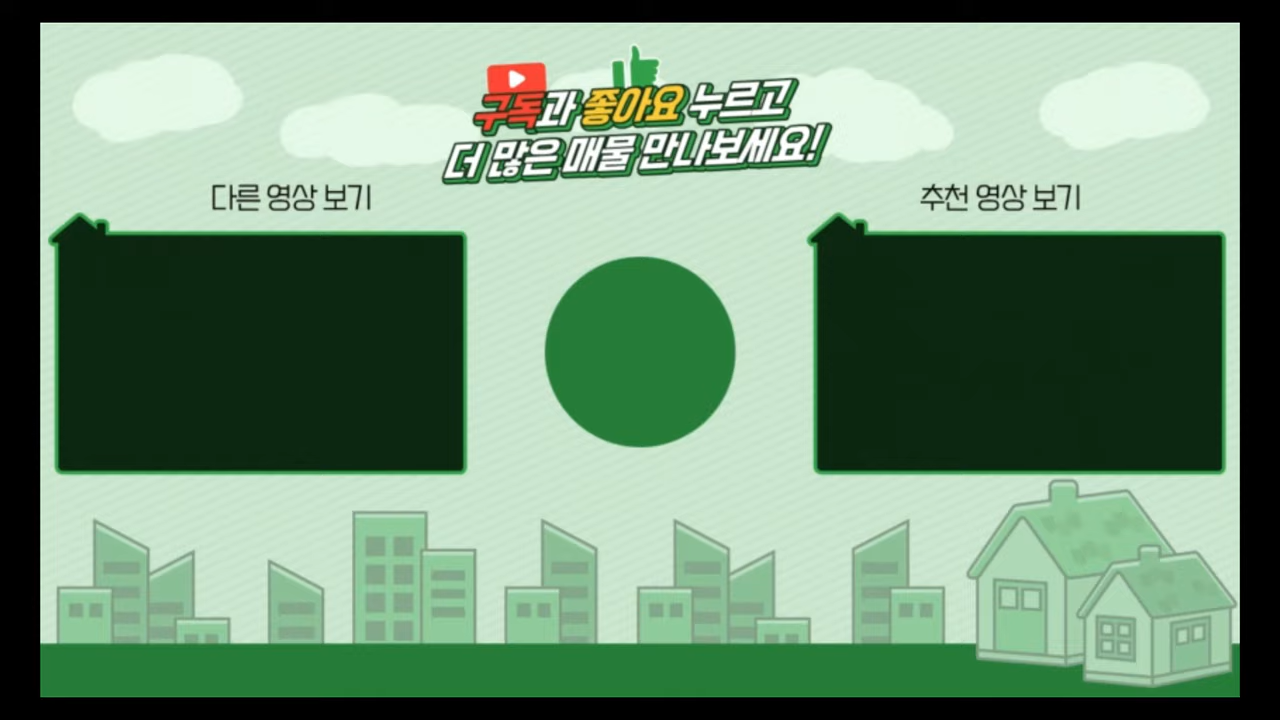 구독과 좋아요 누르고
더 많은 매물 만나보세요!
다른 영상 보기
추천 영상 보기